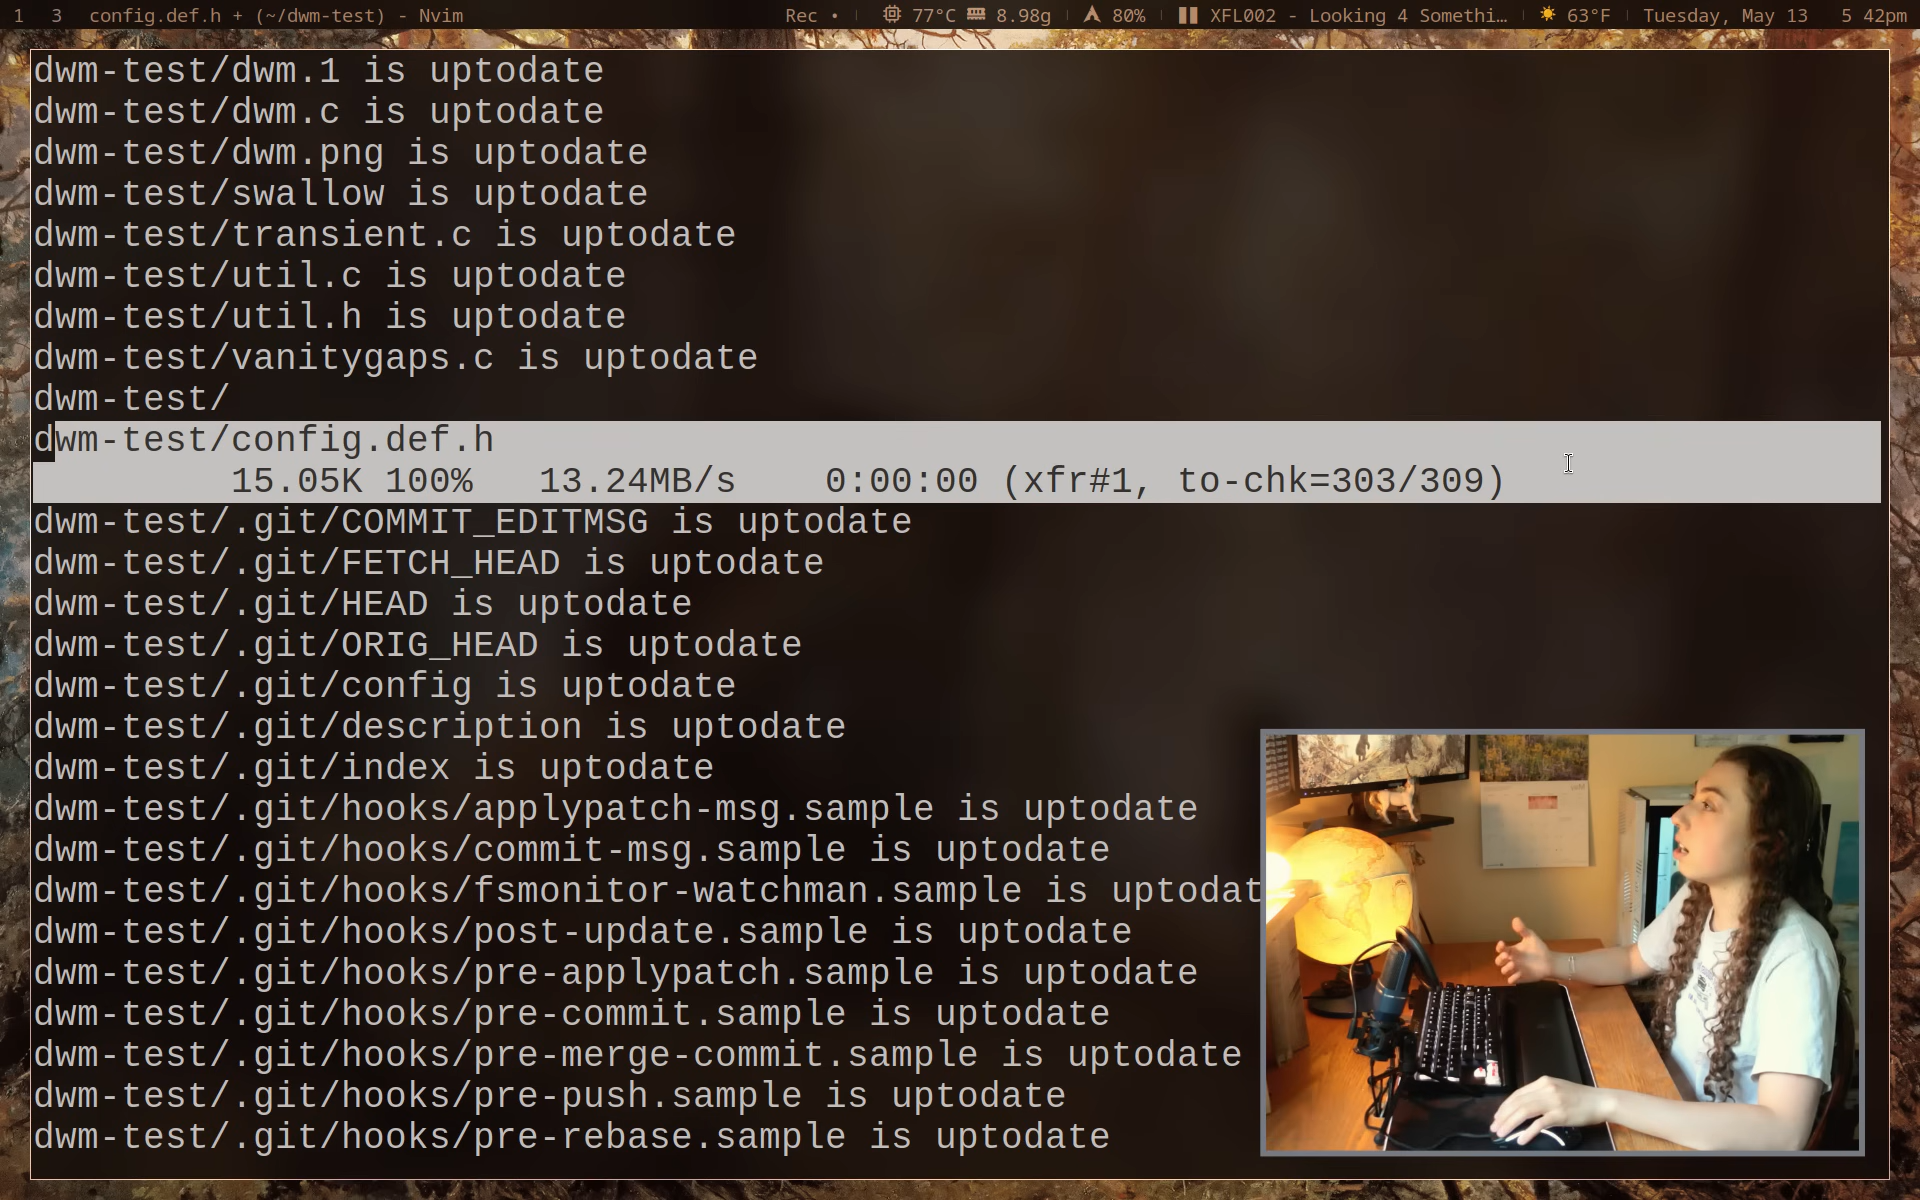 1 3 config.def.h + (~/dwm-test) - Nvim Rec • 77°C 8.98g 80% XFL002 - Looking 4 Somethi… 63°F Tuesday, May 13 5 42pm
dwm-test/dwm.1 is uptodate
dwm-test/dwm.c is uptodate
dwm-test/dwm.png is uptodate
dwm-test/swallow is uptodate
dwm-test/transient.c is uptodate
dwm-test/util.c is uptodate
dwm-test/util.h is uptodate
dwm-test/vanitygaps.c is uptodate
dwm-test/
dwm-test/config.def.h
15.05K 100% 13.24MB/s 0:00:00 (xfr#1, to-chk=303/309)
dwm-test/.git/COMMIT_EDITMSG is uptodate
dwm-test/.git/FETCH_HEAD is uptodate
dwm-test/.git/HEAD is uptodate
dwm-test/.git/ORIG_HEAD is uptodate
dwm-test/.git/config is uptodate
dwm-test/.git/description is uptodate
dwm-test/.git/index is uptodate
dwm-test/.git/hooks/applypatch-msg.sample is uptodate
dwm-test/.git/hooks/commit-msg.sample is uptodate
dwm-test/.git/hooks/fsmonitor-watchman.sample is uptodat
dwm-test/.git/hooks/post-update.sample is uptodate
dwm-test/.git/hooks/pre-applypatch.sample is uptodate
dwm-test/.git/hooks/pre-commit.sample is uptodate
dwm-test/.git/hooks/pre-merge-commit.sample is uptodate
dwm-test/.git/hooks/pre-push.sample is uptodate
dwm-test/.git/hooks/pre-rebase.sample is uptodate